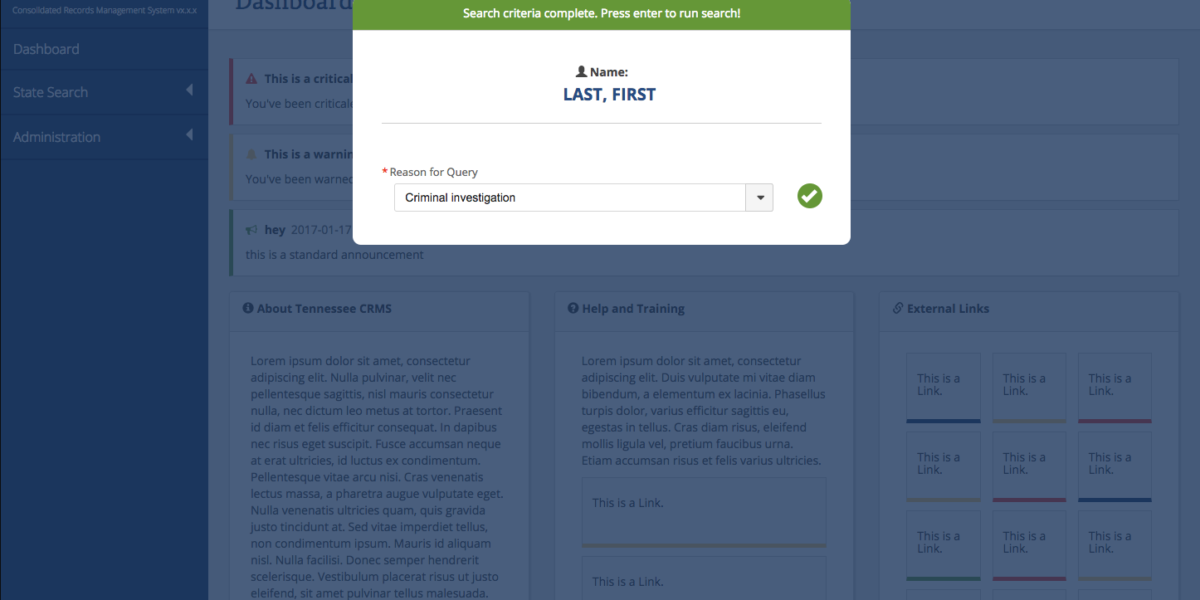 Consolidated Records Management System vx.x.x
Dashboard
State Search
Administration
Dashboard
Search criteria complete. Press enter to run search!
Name:
LAST, FIRST
* Reason for Query
Criminal investigation
This is a critical
You've been criticale
This is a warnin
You've been warned
hey 2017-01-17
this is a standard announcement
About Tennessee CRMS
Lorem ipsum dolor sit amet, consectetur
adipiscing elit. Nulla pulvinar, velit nec
pellentesque sagittis, nisl mauris consectetur
nulla, nec dictum leo metus at tortor. Praesent
id diam et felis efficitur consequat. In dapibus
nec risus eget suscipit. Fusce accumsan neque
at erat ultricies, id luctus ex condimentum.
Pellentesque vitae arcu nisi. Cras venenatis
lectus massa, a pharetra augue vulputate eget.
Nulla venenatis ultricies quam, quis gravida
justo tincidunt at. Sed vitae imperdiet tellus,
non condimentum ipsum. Mauris id aliquam
nisl. Nulla facilisi. Donec semper hendrerit
scelerisque. Vestibulum placerat risus ut justo
eleifend, sit amet pulvinar tellus malesuada.
Help and Training
Lorem ipsum dolor sit amet, consectetur
adipiscing elit. Duis vulputate mi vitae diam
bibendum, a elementum ex lacinia. Phasellus
turpis dolor, varius efficitur sagittis eu,
egestas in tellus. Cras diam risus, eleifend
mollis ligula vel, pretium faucibus urna.
Etiam accumsan risus et felis varius ultricies.
This is a Link.
This is a Link.
External Links
This is a
Link.
This is a
Link.
This is a
Link.
This is a
Link.
This is a
Link.
This is a
Link.
This is a
Link.
This is a
Link.
This is a
Link.